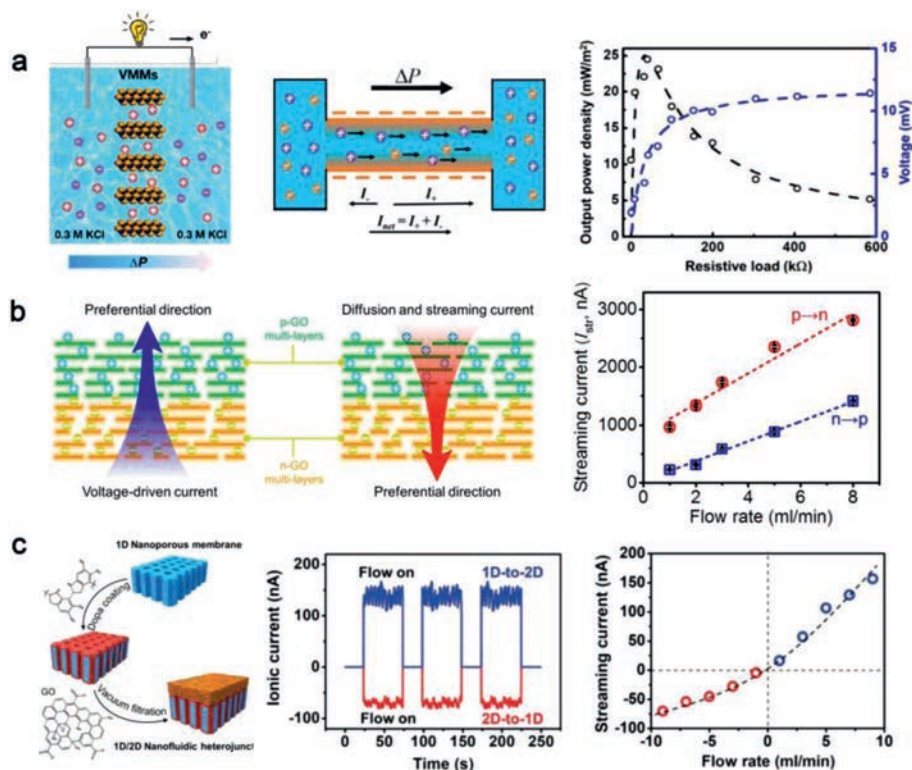 a
e⁻
VMMs
0.3 M KCl
0.3 M KCl
ΔP
ΔP
I₋
I₊
Iₙₑₜ = I₊ + I₋
Output power density (mW/m²)
25
20
15
10
5
0
0
200
400
600
Resistive load (kΩ)
15
10
5
0
Voltage (mV)
b
Preferential direction
Voltage-driven current
p-GO
multi-layers
n-GO
multi-layers
Diffusion and streaming current
Preferential direction
Streaming current (Iₛₜᵣ, nA)
3000
2000
1000
0
p→n
n→p
0
2
4
6
8
Flow rate (ml/min)
c
1D Nanoporous membrane
Dopa coating
GO
Vacuum filtration
1D/2D Nanofluidic heterojunct
Ionic current (nA)
200
100
0
-100
Flow on
1D-to-2D
Flow on
2D-to-1D
0
50
100
150
200
250
Time (s)
Streaming current (nA)
200
150
100
50
0
-50
-100
-10
-5
0
5
10
Flow rate (ml/min)